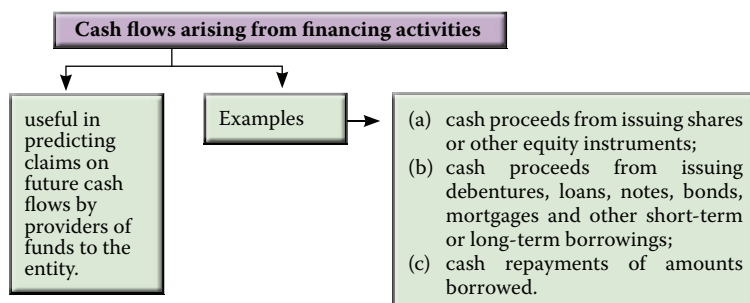 Cash flows arising from financing activities
useful in
predicting
claims on
future cash
flows by
providers of
funds to the
entity.
Examples
(a) cash proceeds from issuing shares
or other equity instruments;
(b) cash proceeds from issuing
debentures, loans, notes, bonds,
mortgages and other short-term
or long-term borrowings;
(c) cash repayments of amounts
borrowed.